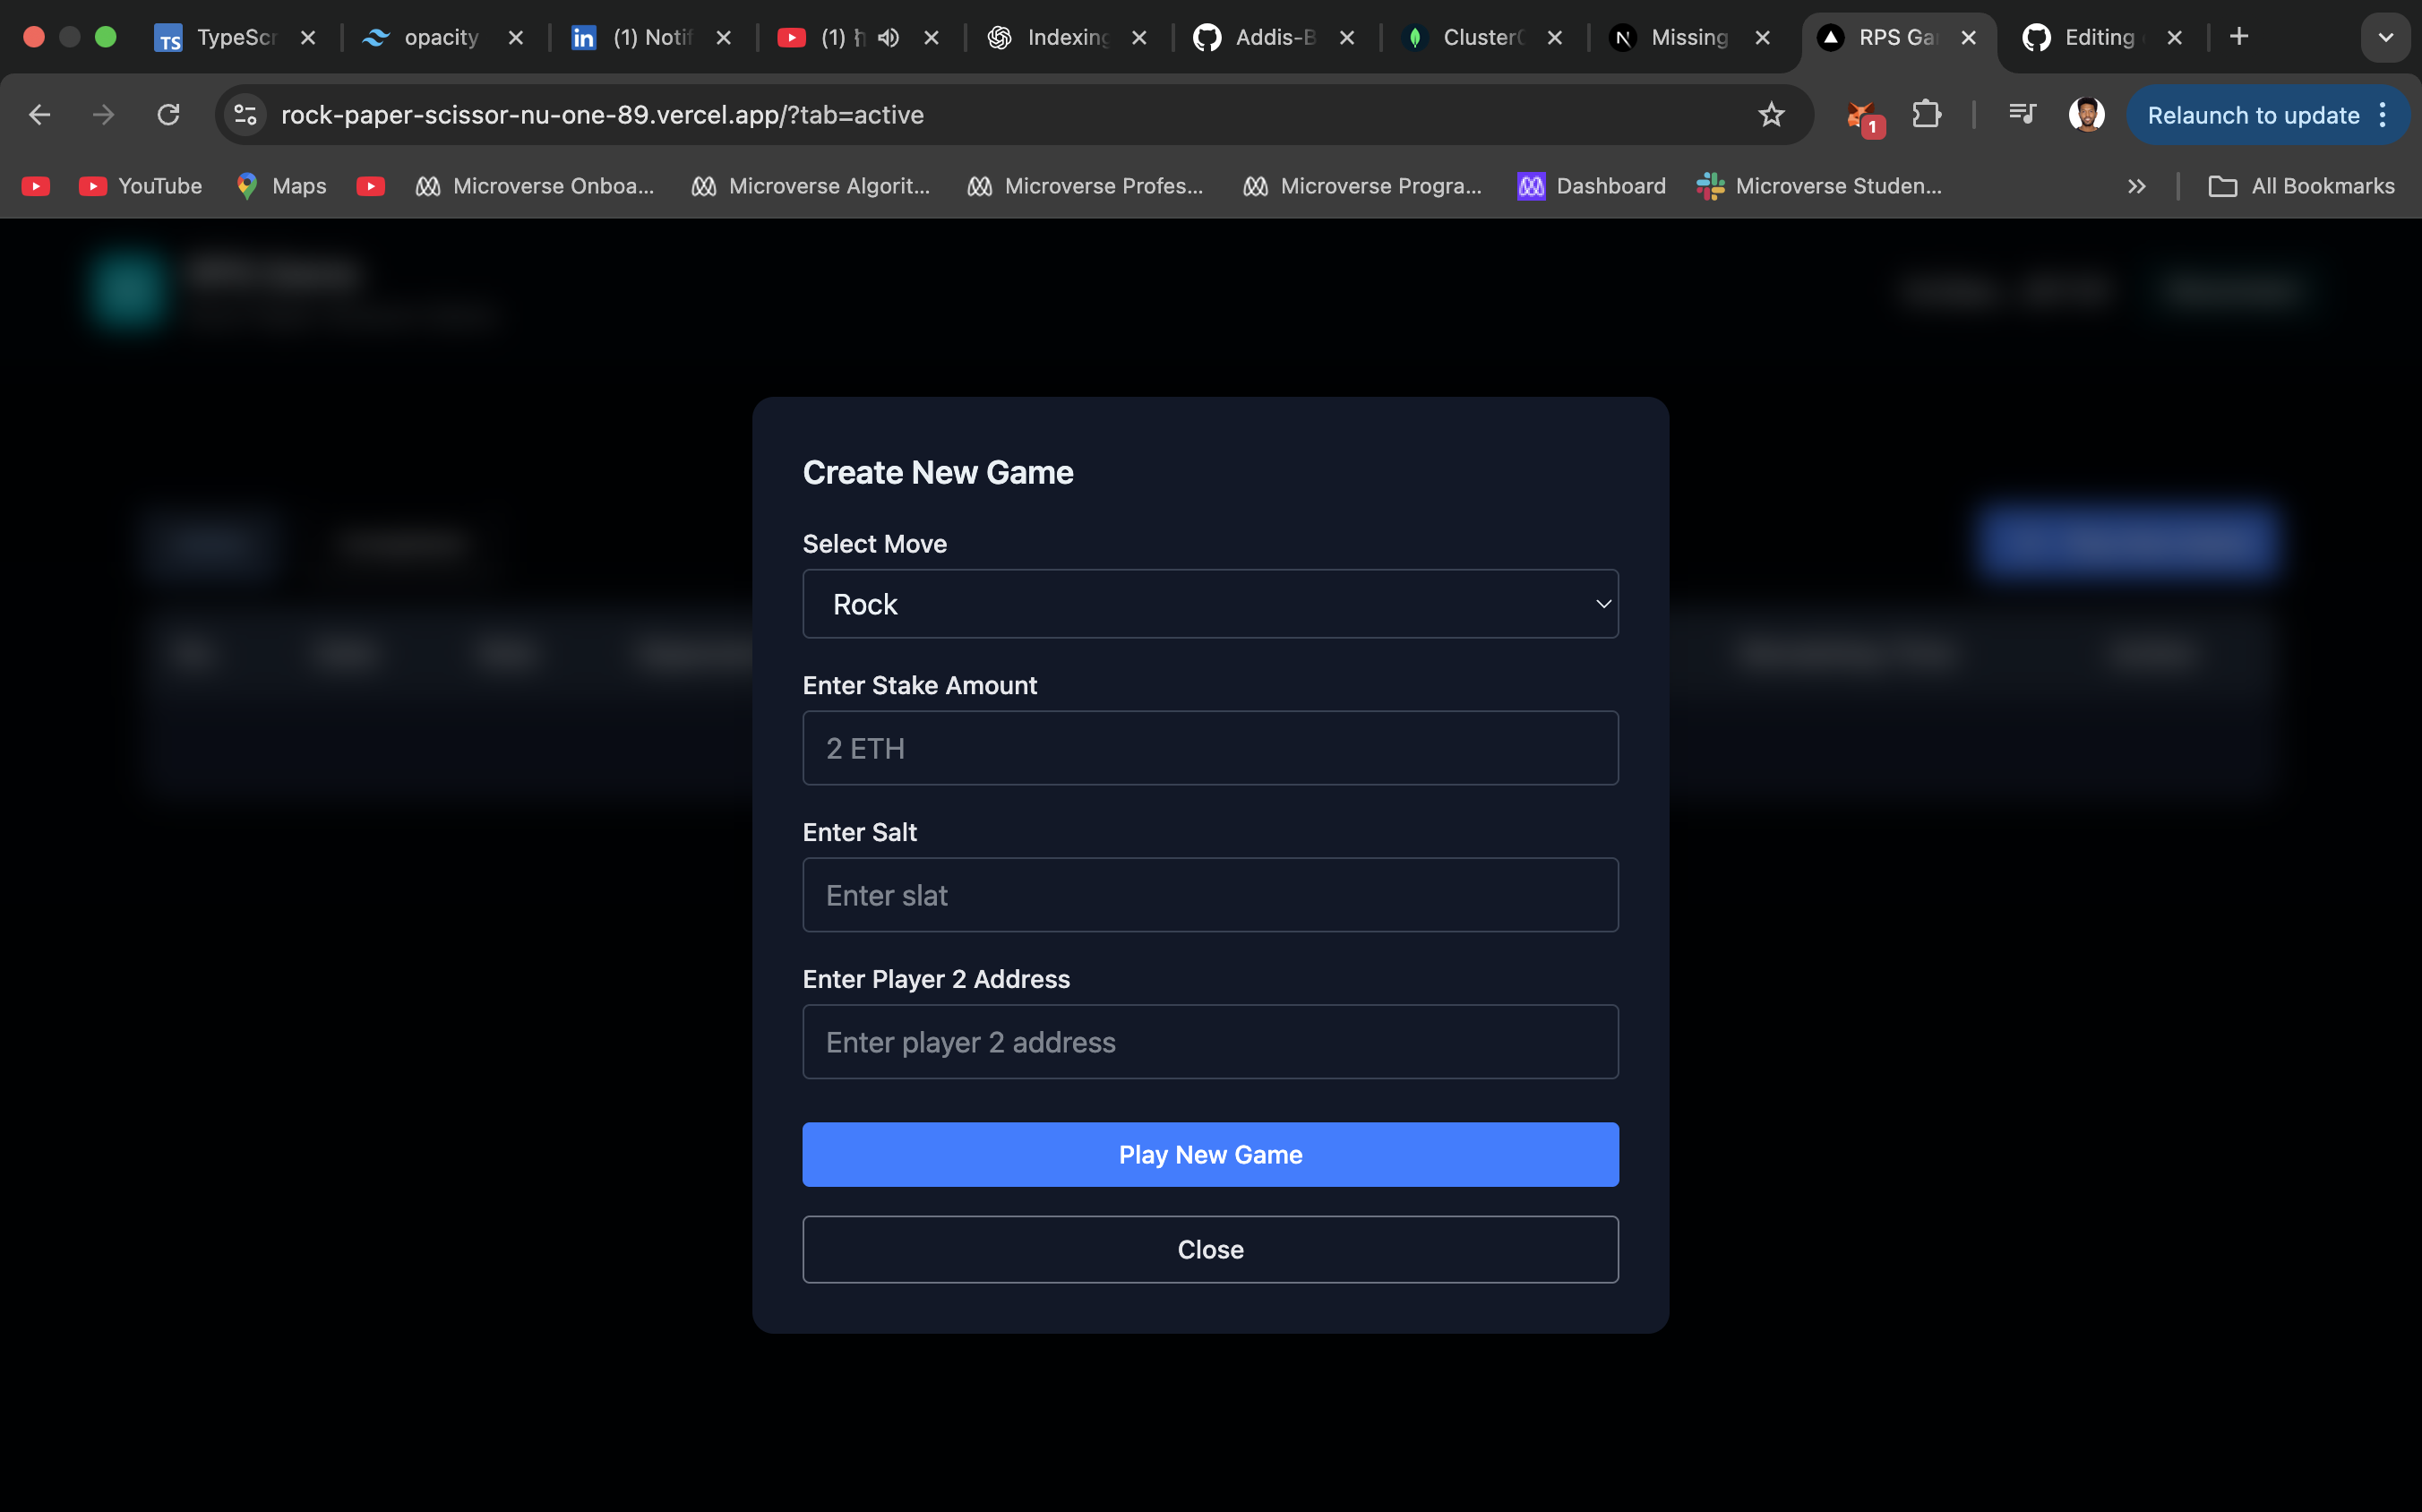 TS TypeScr
opacity
in (1) Notif
(1)
Indexing
Addis-B
Cluster
N Missing
RPS Ga
Editing
rock-paper-scissor-nu-one-89.vercel.app/?tab=active
1
Relaunch to update
YouTube
Maps
Microverse Onboa...
Microverse Algorit...
Microverse Profes...
Microverse Progra...
Dashboard
Microverse Studen...
All Bookmarks
Create New Game
Select Move
Rock
Enter Stake Amount
2 ETH
Enter Salt
Enter slat
Enter Player 2 Address
Enter player 2 address
Play New Game
Close